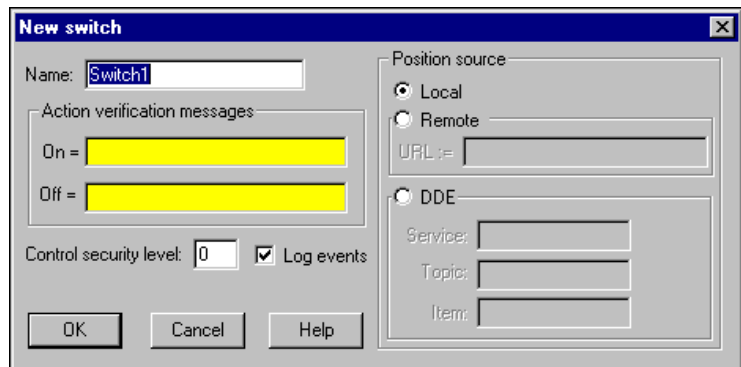 New switch
Name: Switch1
Action verification messages
On =
Off =
Control security level: 0 Log events
OK Cancel Help
Position source
Local
Remote
URL :=
DDE
Service:
Topic:
Item: